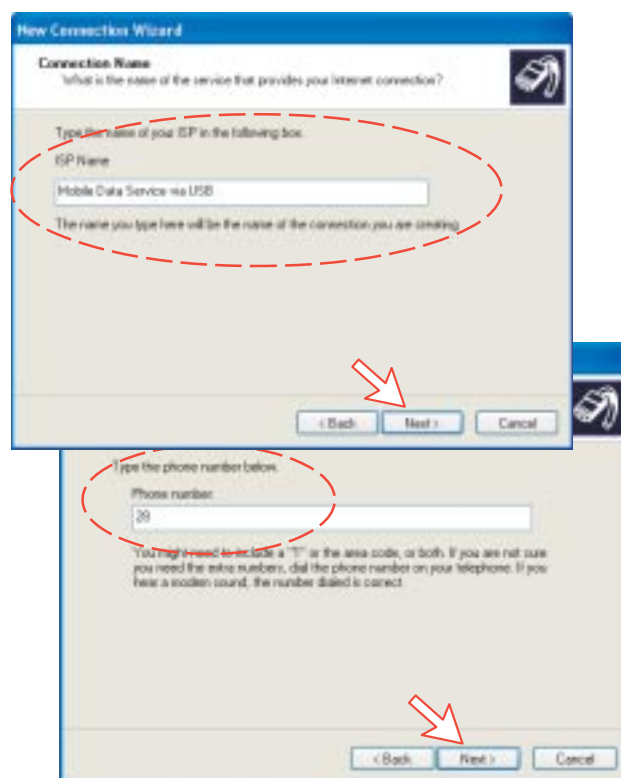 New Connection Wizard
Connection Name
What is the name of the service that provides your Internet connection?
Type the name of your ISP in the following box.
ISP Name
Mobile Data Service via USB
The name you type here will be the name of the connection you are creating.
< Back Next > Cancel
Type the phone number below.
Phone number:
You might need to include a "1" or the area code, or both. If you are not sure
you need the extra numbers, dial the phone number on your telephone. If you
hear a modem sound, the number dialed is correct.
< Back Next > Cancel